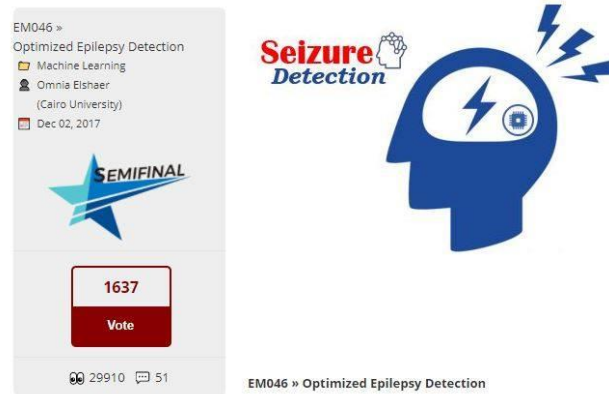 EM046 »
Optimized Epilepsy Detection
Machine Learning
Omnia Elshaer
(Cairo University)
Dec 02, 2017
SEMIFINAL
1637
Vote
29910 51
Seizure
Detection
EM046 » Optimized Epilepsy Detection